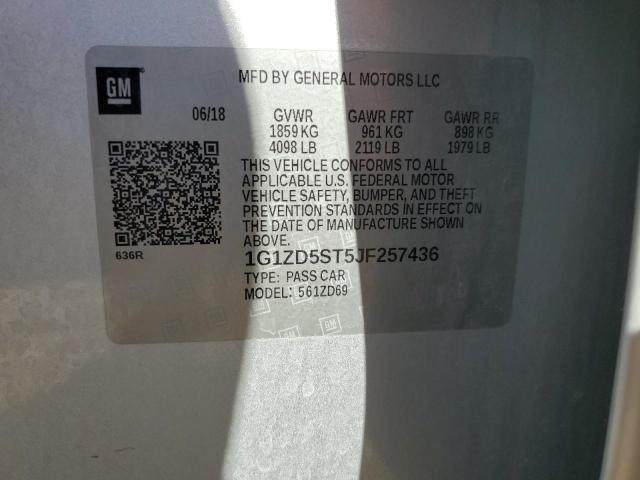 GM
MFD BY GENERAL MOTORS LLC
06/18 GVWR GAWR FRT GAWR RR
1859 KG 961 KG 898 KG
4098 LB 2119 LB 1979 LB
THIS VEHICLE CONFORMS TO ALL
APPLICABLE U.S. FEDERAL MOTOR
VEHICLE SAFETY, BUMPER, AND THEFT
PREVENTION STANDARDS IN EFFECT ON
THE DATE OF MANUFACTURE SHOWN
ABOVE.
636R
1G1ZD5ST5JF257436
TYPE: PASS CAR
MODEL: 561ZD69